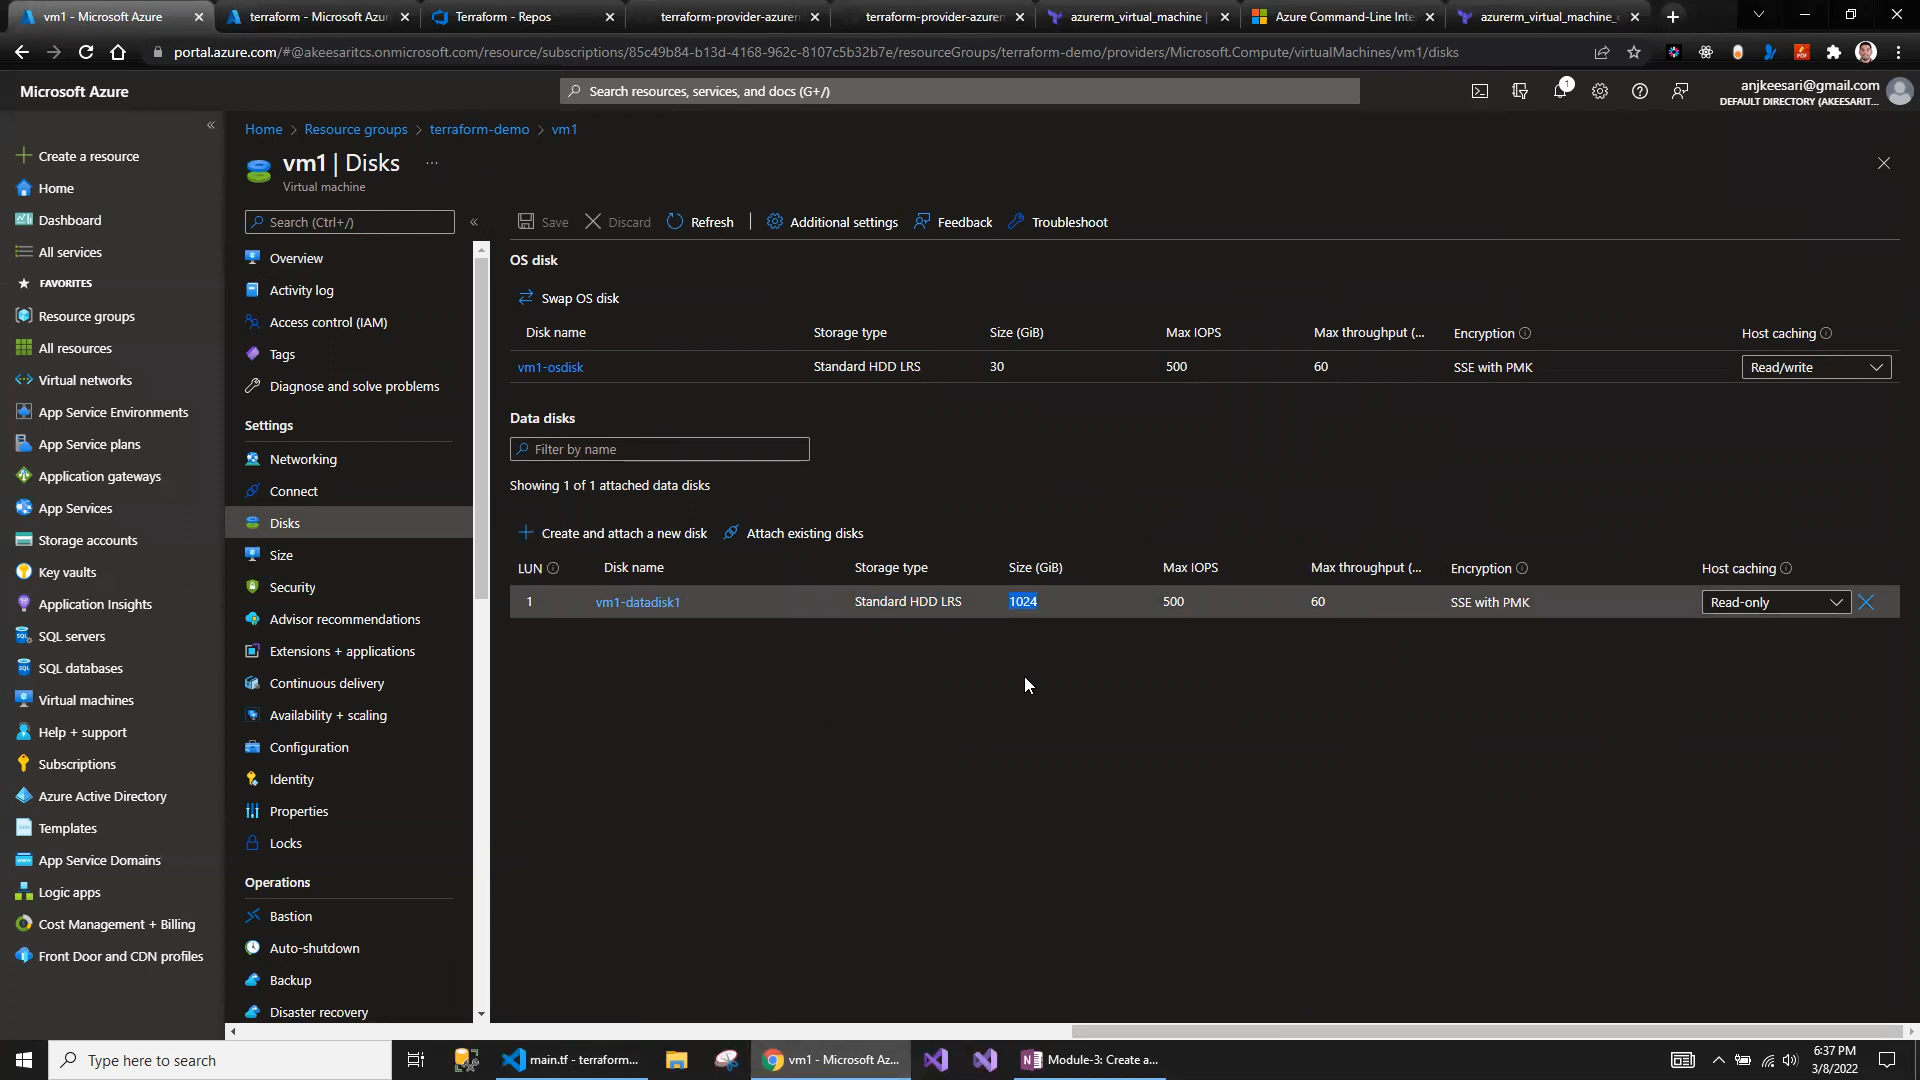 vm1 - Microsoft Azure
terraform - Microsoft Azu
Terraform - Repos
terraform-provider-azurer
terraform-provider-azurer
azurerm_virtual_machine |
Azure Command-Line Inte
azurerm_virtual_machine_
portal.azure.com/#@akeesaritcs.onmicrosoft.com/resource/subscriptions/85c49b84-b13d-4168-962c-8107c5b32b7e/resourceGroups/terraform-demo/providers/Microsoft.Compute/virtualMachines/vm1/disks
Microsoft Azure
Search resources, services, and docs (G+/)
1
anjkeesari@gmail.com
DEFAULT DIRECTORY (AKEESARIT...
Create a resource
Home
Dashboard
All services
FAVORITES
Resource groups
All resources
Virtual networks
App Service Environments
App Service plans
Application gateways
App Services
Storage accounts
Key vaults
Application Insights
SQL servers
SQL databases
Virtual machines
Help + support
Subscriptions
Azure Active Directory
Templates
App Service Domains
Logic apps
Cost Management + Billing
Front Door and CDN profiles
Home > Resource groups > terraform-demo > vm1
vm1 | Disks ...
Virtual machine
Search (Ctrl+/)
Overview
Activity log
Access control (IAM)
Tags
Diagnose and solve problems
Settings
Networking
Connect
Disks
Size
Security
Advisor recommendations
Extensions + applications
Continuous delivery
Availability + scaling
Configuration
Identity
Properties
Locks
Operations
Bastion
Auto-shutdown
Backup
Disaster recovery
Save Discard Refresh | Additional settings Feedback Troubleshoot
OS disk
Swap OS disk
Disk name Storage type Size (GiB) Max IOPS Max throughput (... Encryption Host caching
vm1-osdisk Standard HDD LRS 30 500 60 SSE with PMK Read/write
Data disks
Filter by name
Showing 1 of 1 attached data disks
Create and attach a new disk Attach existing disks
LUN Disk name Storage type Size (GiB) Max IOPS Max throughput (... Encryption Host caching
1 vm1-datadisk1 Standard HDD LRS 1024 500 60 SSE with PMK Read-only
Type here to search
main.tf - terraform...
vm1 - Microsoft Az...
Module-3: Create a...
6:37 PM
3/8/2022